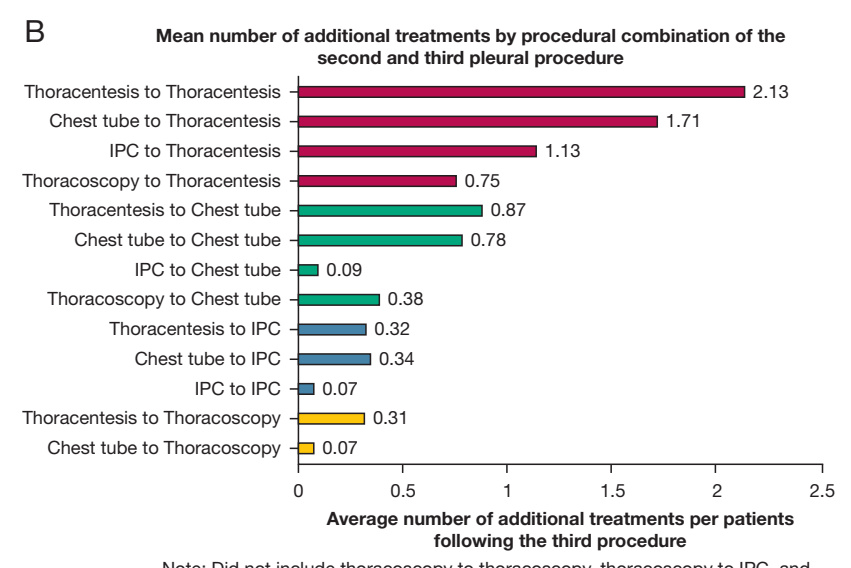 B
Mean number of additional treatments by procedural combination of the
second and third pleural procedure
Thoracentesis to Thoracentesis 2.13
Chest tube to Thoracentesis 1.71
IPC to Thoracentesis 1.13
Thoracoscopy to Thoracentesis 0.75
Thoracentesis to Chest tube 0.87
Chest tube to Chest tube 0.78
IPC to Chest tube 0.09
Thoracoscopy to Chest tube 0.38
Thoracentesis to IPC 0.32
Chest tube to IPC 0.34
IPC to IPC 0.07
Thoracentesis to Thoracoscopy 0.31
Chest tube to Thoracoscopy 0.07
0 0.5 1 1.5 2 2.5
Average number of additional treatments per patients
following the third procedure
Note: Did not include thoracoscopy to thoracoscopy, thoracoscopy to IPC, and